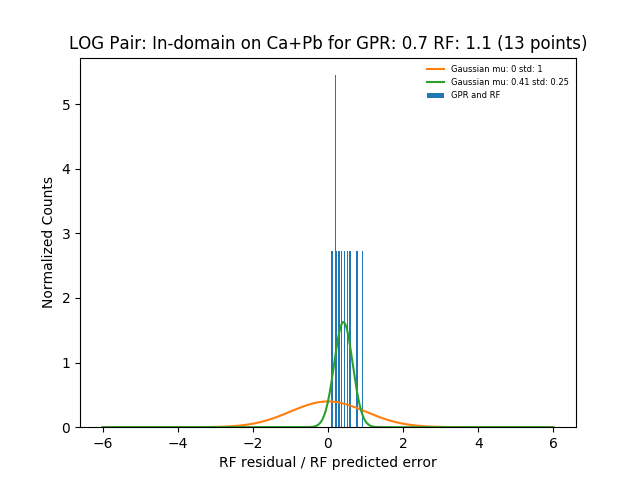 LOG Pair: In-domain on Ca+Pb for GPR: 0.7 RF: 1.1 (13 points)
Gaussian mu: 0 std: 1
Gaussian mu: 0.41 std: 0.25
GPR and RF
Normalized Counts
5
4
3
2
1
0
−6 −4 −2 0 2 4 6
RF residual / RF predicted error